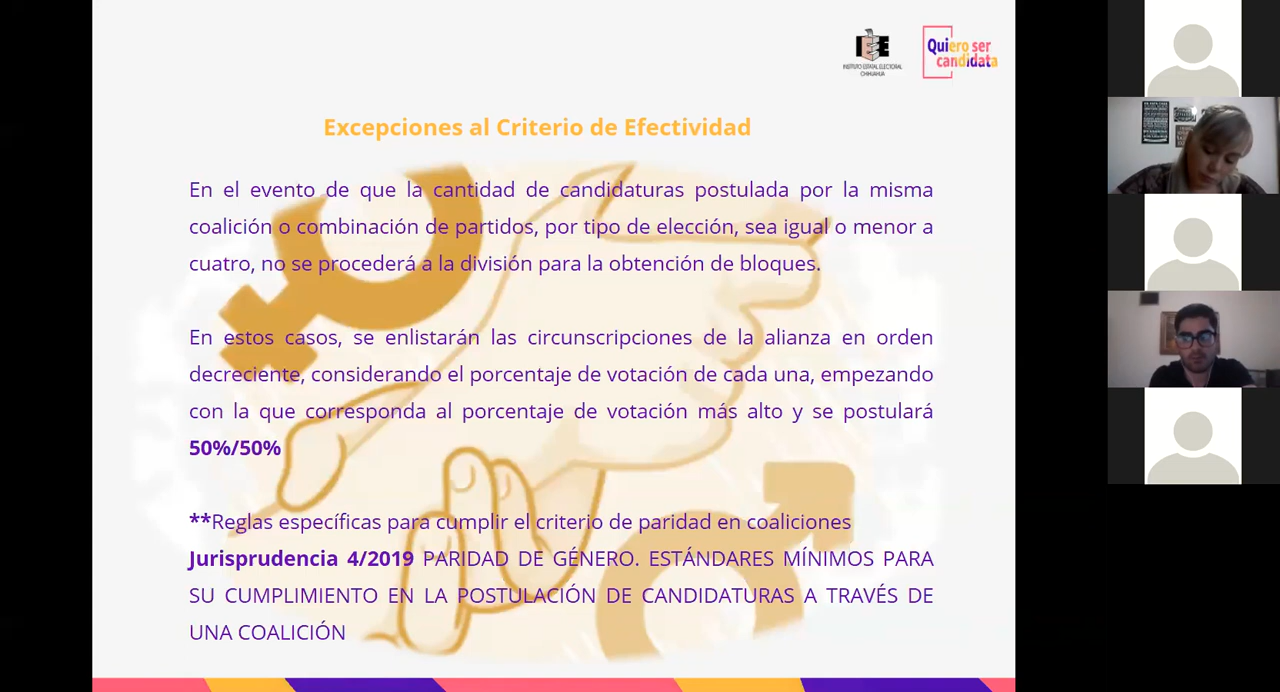 IEE
INSTITUTO ESTATAL ELECTORAL
CHIHUAHUA
Quiero ser
candidata
Excepciones al Criterio de Efectividad
En el evento de que la cantidad de candidaturas postulada por la misma
coalición o combinación de partidos, por tipo de elección, sea igual o menor a
cuatro, no se procederá a la división para la obtención de bloques.
En estos casos, se enlistarán las circunscripciones de la alianza en orden
decreciente, considerando el porcentaje de votación de cada una, empezando
con la que corresponda al porcentaje de votación más alto y se postulará
50%/50%
**Reglas específicas para cumplir el criterio de paridad en coaliciones
Jurisprudencia 4/2019 PARIDAD DE GÉNERO. ESTÁNDARES MÍNIMOS PARA
SU CUMPLIMIENTO EN LA POSTULACIÓN DE CANDIDATURAS A TRAVÉS DE
UNA COALICIÓN